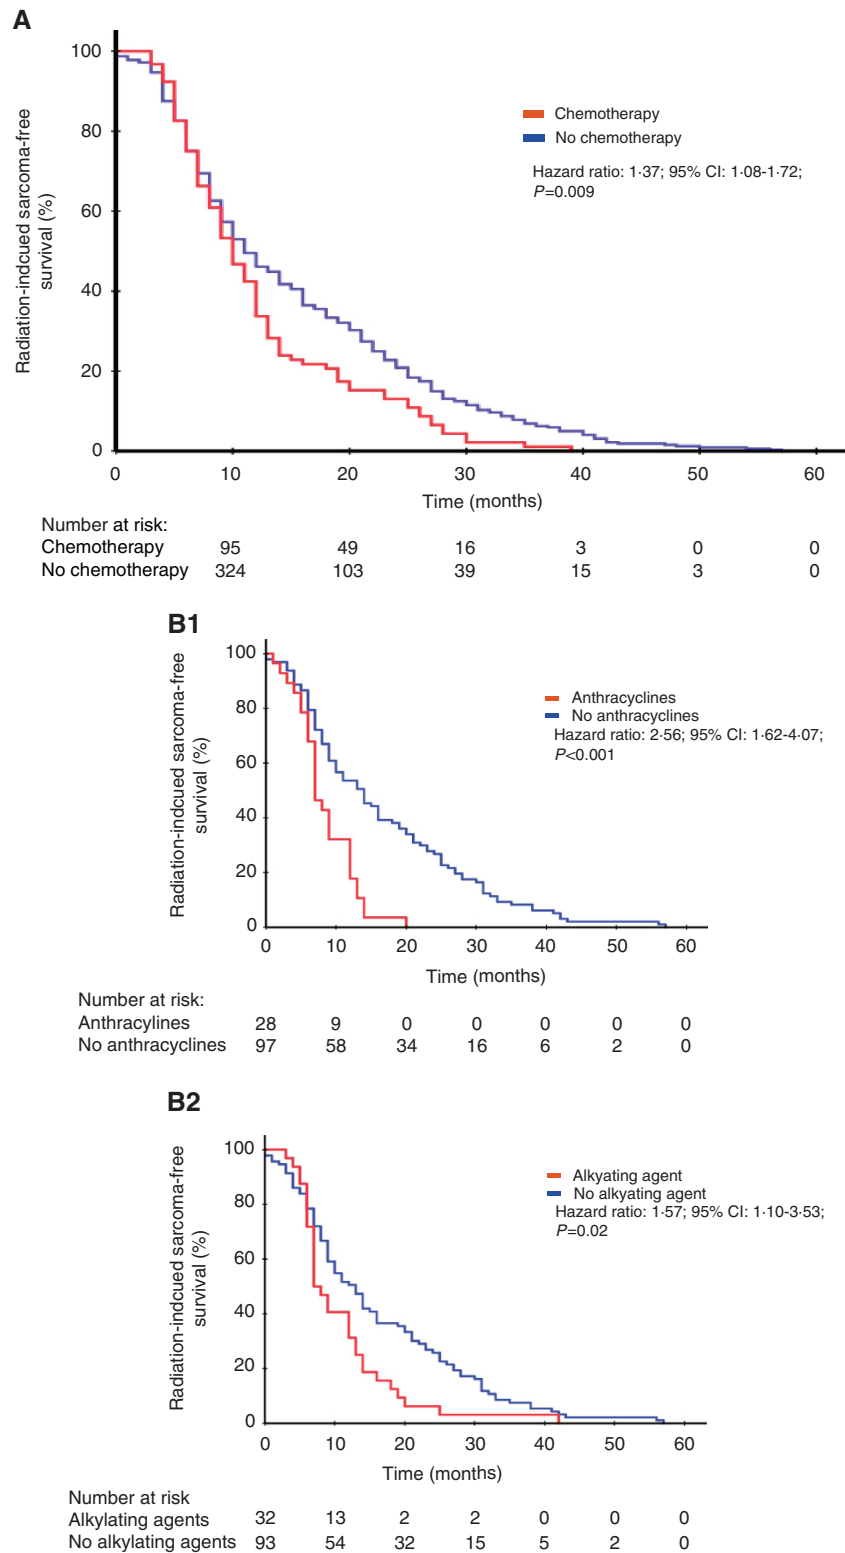 A
Radiation-indcued sarcoma-free
survival (%)
100
80
60
40
20
0
Chemotherapy
No chemotherapy
Hazard ratio: 1·37; 95% CI: 1·08-1·72;
P=0.009
0 10 20 30 40 50 60
Time (months)
Number at risk:
Chemotherapy 95 49 16 3 0 0
No chemotherapy 324 103 39 15 3 0
B1
Radiation-indcued sarcoma-free
survival (%)
100
80
60
40
20
0
Anthracyclines
No anthracyclines
Hazard ratio: 2·56; 95% CI: 1·62-4·07;
P<0.001
0 10 20 30 40 50 60
Time (months)
Number at risk:
Anthracylines 28 9 0 0 0 0 0
No anthracyclines 97 58 34 16 6 2 0
B2
Radiation-indcued sarcoma-free
survival (%)
100
80
60
40
20
0
Alkyating agent
No alkyating agent
Hazard ratio: 1·57; 95% CI: 1·10-3·53;
P=0.02
0 10 20 30 40 50 60
Time (months)
Number at risk
Alkylating agents 32 13 2 2 0 0 0
No alkylating agents 93 54 32 15 5 2 0